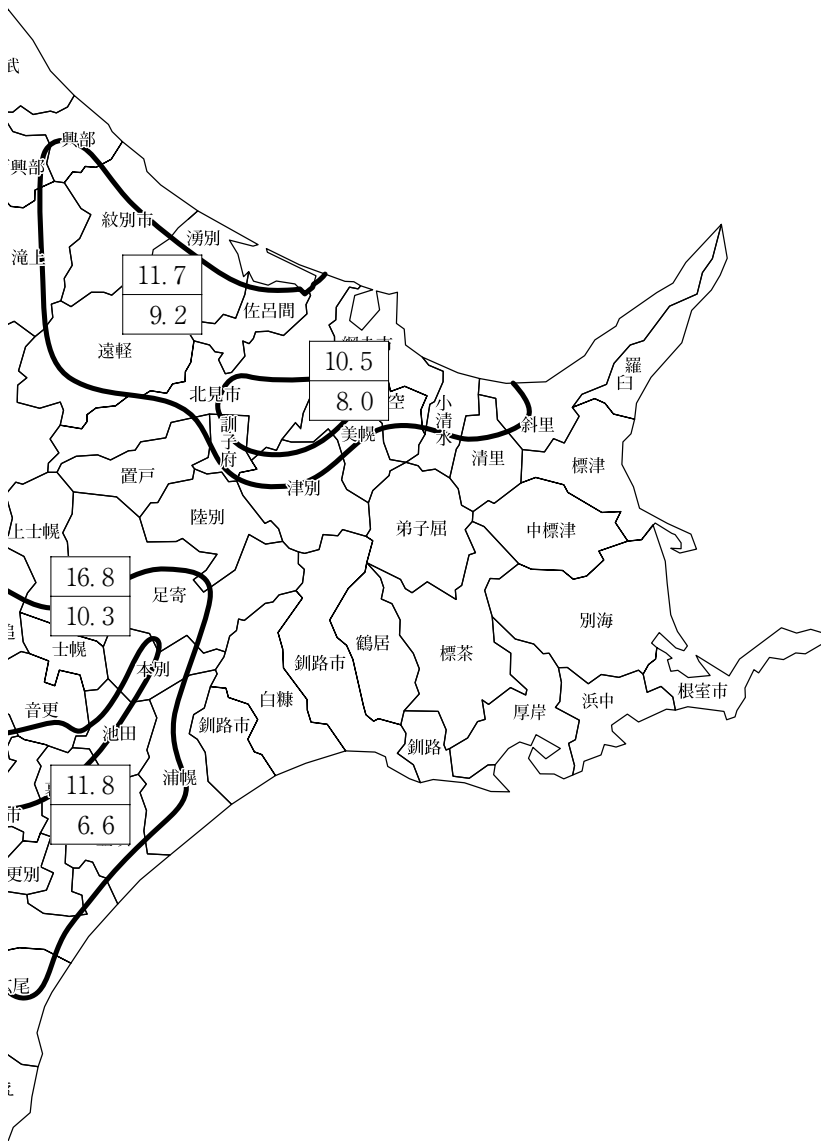 武
興部
興部
紋別市
湧別
滝上
11.7
9.2
佐呂間
遠軽
10.5
8.0
空
羅臼
北見市
小清水
斜里
訓子府
美幌
清里
標津
置戸
津別
陸別
弟子屈
中標津
上士幌
16.8
10.3
足寄
別海
士幌
本別
釧路市
鶴居
標茶
白糠
根室市
浜中
音更
厚岸
池田
釧路市
釧路
浦幌
11.8
6.6
市
更別
尾